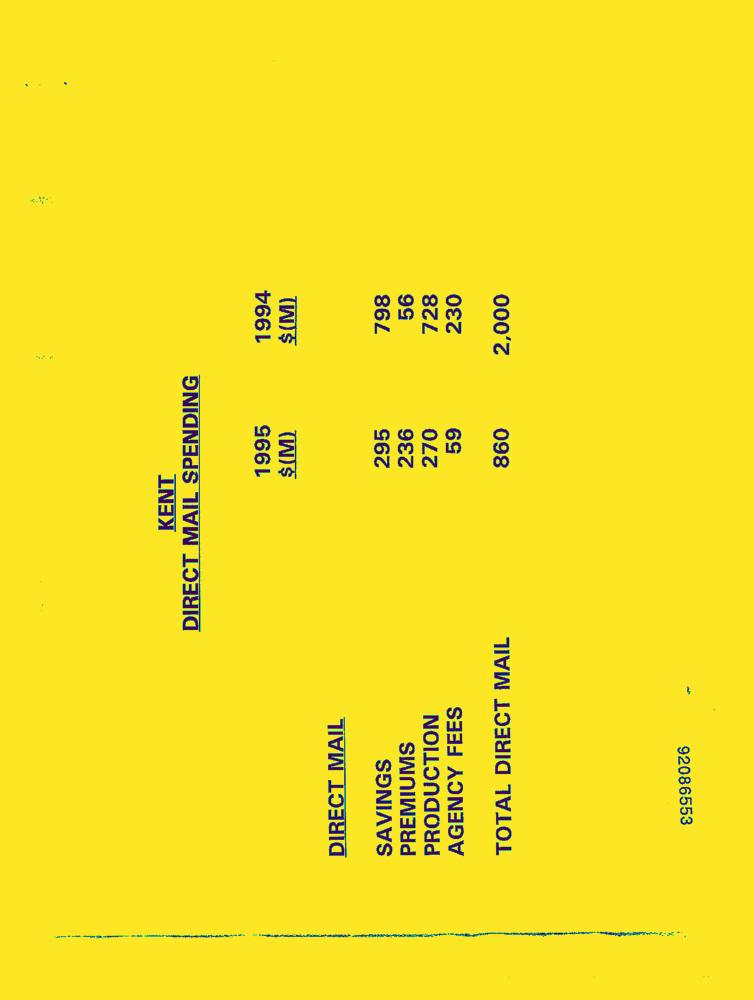 KENT
DIRECT MAIL SPENDING
1995 1994
$(M) $(M)
DIRECT MAIL
SAVINGS 295 798
PREMIUMS 236 56
PRODUCTION 270 728
AGENCY FEES 59 230
TOTAL DIRECT MAIL 860 2,000
92086553